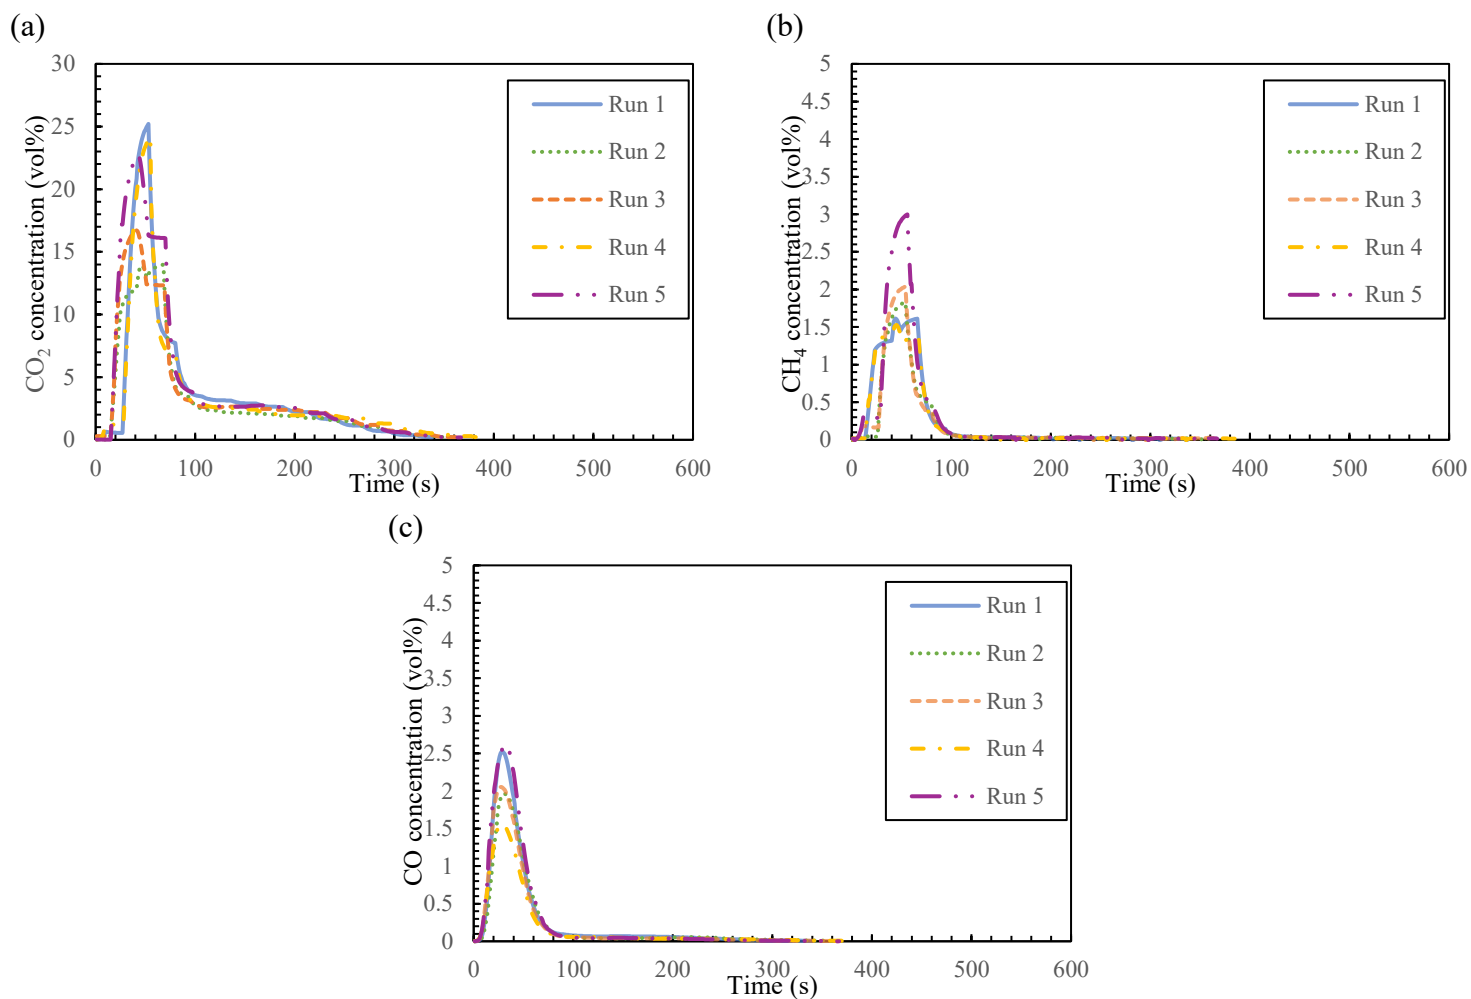 (a)
CO₂ concentration (vol%)
30
25
20
15
10
5
0
0 100 200 300 400 500 600
Time (s)
Run 1
Run 2
Run 3
Run 4
Run 5
(b)
CH₄ concentration (vol%)
5
4.5
4
3.5
3
2.5
2
1.5
1
0.5
0
0 100 200 300 400 500 600
Time (s)
Run 1
Run 2
Run 3
Run 4
Run 5
(c)
CO concentration (vol%)
5
4.5
4
3.5
3
2.5
2
1.5
1
0.5
0
0 100 200 300 400 500 600
Time (s)
Run 1
Run 2
Run 3
Run 4
Run 5